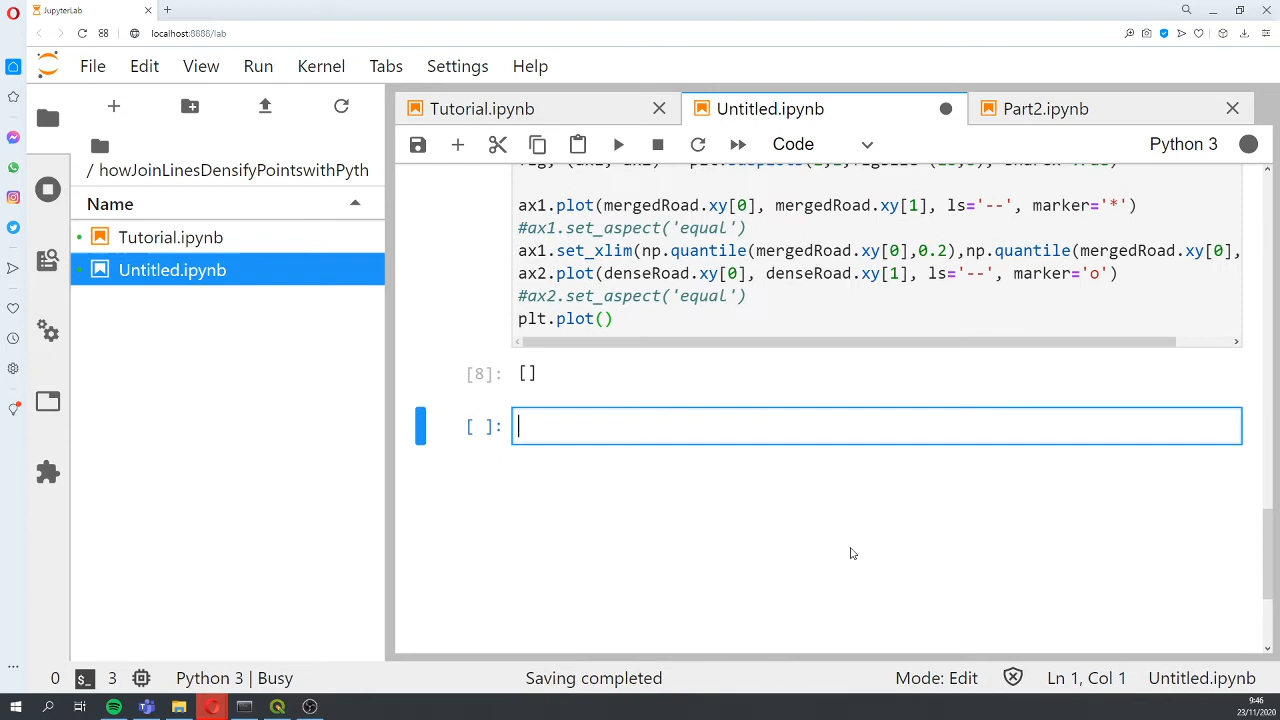 JupyterLab
localhost:8888/lab
File Edit View Run Kernel Tabs Settings Help
Tutorial.ipynb Untitled.ipynb Part2.ipynb
Code Python 3
/ howJoinLinesDensifyPointswithPyth
Name
Tutorial.ipynb
Untitled.ipynb
ax1.plot(mergedRoad.xy[0], mergedRoad.xy[1], ls='--', marker='*')
#ax1.set_aspect('equal')
ax1.set_xlim(np.quantile(mergedRoad.xy[0],0.2),np.quantile(mergedRoad.xy[0],
ax2.plot(denseRoad.xy[0], denseRoad.xy[1], ls='--', marker='o')
#ax2.set_aspect('equal')
plt.plot()
[8]: []
[ ]:
0 $_ 3 Python 3 | Busy Saving completed Mode: Edit Ln 1, Col 1 Untitled.ipynb
9:46
23/11/2020